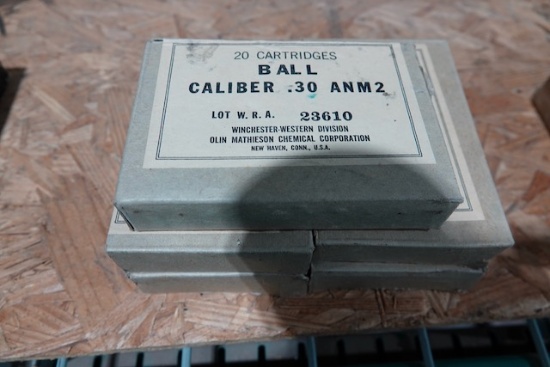 20 CARTRIDGES
BALL
CALIBER .30 ANM2
LOT W. R. A. 23610
WINCHESTER-WESTERN DIVISION
OLIN MATHIESON CHEMICAL CORPORATION
NEW HAVEN, CONN., U.S.A.